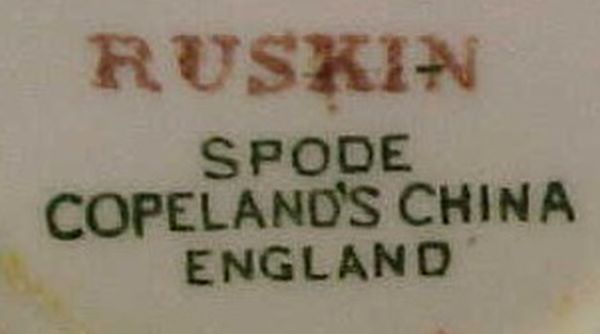 RUSKIN
SPODE
COPELAND'S CHINA
ENGLAND